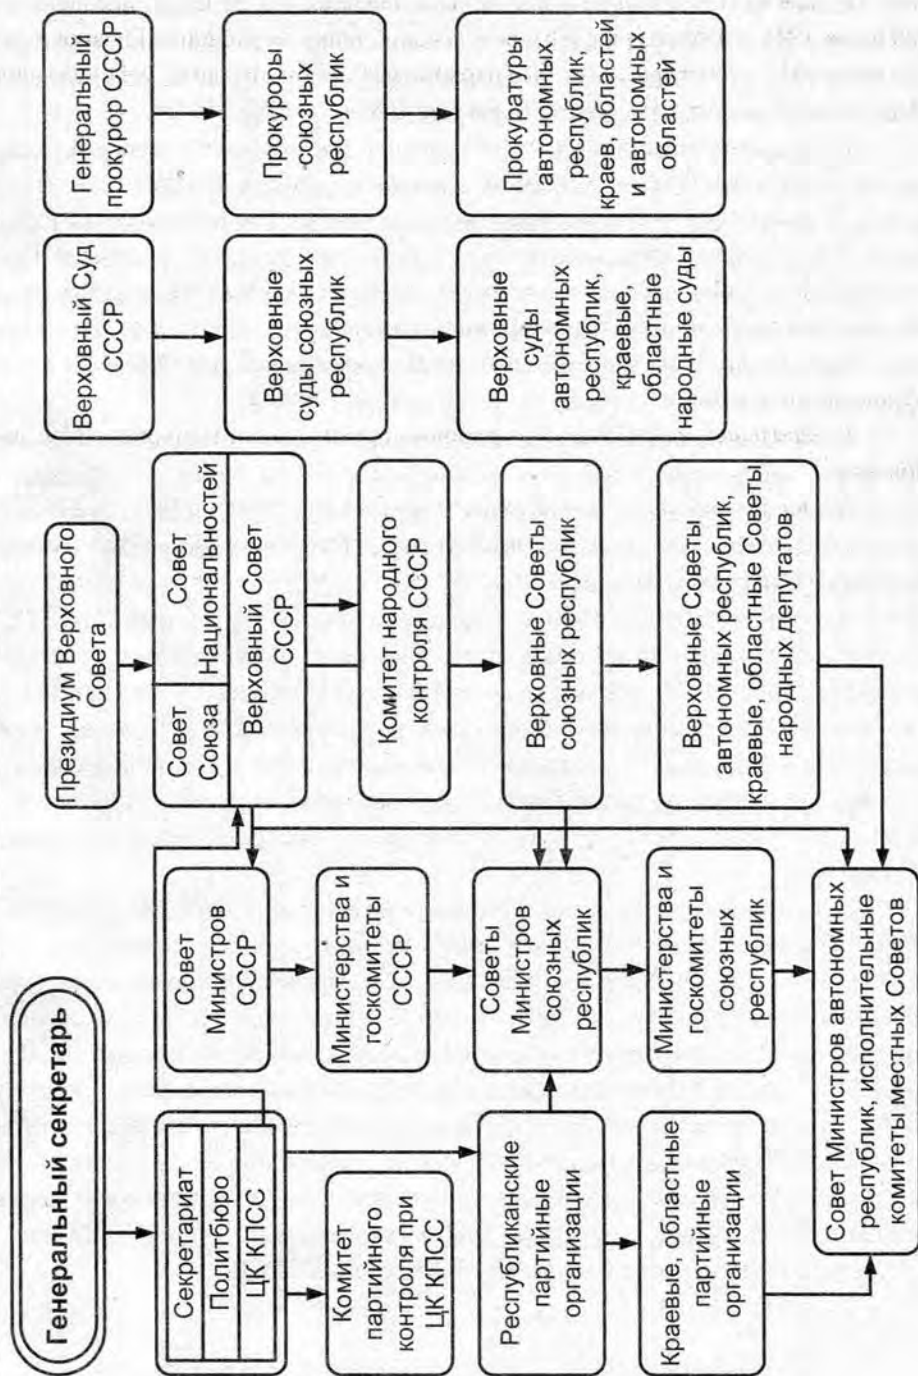 Генеральный секретарь
Секретариат
Политбюро
ЦК КПСС
Комитет
партийного
контроля при
ЦК КПСС
Республиканские
партийные
организации
Краевые, областные
партийные
организации
Совет
Министров
СССР
Министерства и
госкомитеты
СССР
Советы
Министров
союзных
республик
Министерства и
госкомитеты
союзных
республик
Совет Министров автономных
республик, исполнительные
комитеты местных Советов
Президиум Верховного
Совета
Совет
Союза
Совет
Национальностей
Верховный Совет
СССР
Комитет народного
контроля СССР
Верховные Советы
союзных республик
Верховные Советы
автономных республик,
краевые, областные Советы
народных депутатов
Верховный Суд
СССР
Верховные
суды союзных
республик
Верховные
суды
автономных
республик,
краевые,
областные,
народные суды
Генеральный
прокурор СССР
Прокуроры
союзных
республик
Прокуратуры
автономных
республик,
краев, областей
и автономных
областей